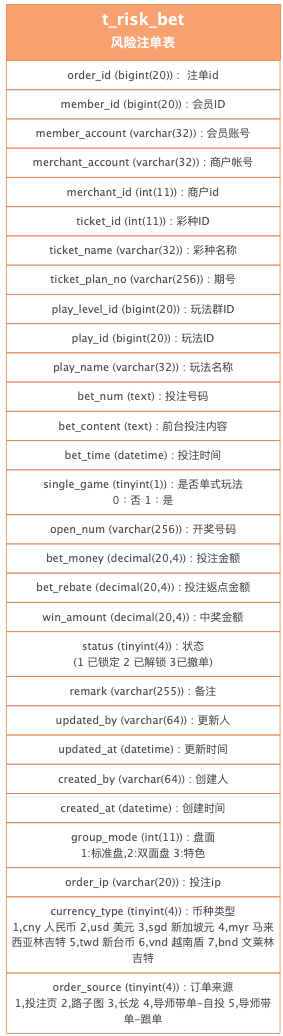 t_risk_bet
风险注单表
order_id (bigint(20)) : 注单id
member_id (bigint(20)) : 会员ID
member_account (varchar(32)) : 会员账号
merchant_account (varchar(32)) : 商户帐号
merchant_id (int(11)) : 商户id
ticket_id (int(11)) : 彩种ID
ticket_name (varchar(32)) : 彩种名称
ticket_plan_no (varchar(256)) : 期号
play_level_id (bigint(20)) : 玩法群ID
play_id (bigint(20)) : 玩法ID
play_name (varchar(32)) : 玩法名称
bet_num (text) : 投注号码
bet_content (text) : 前台投注内容
bet_time (datetime) : 投注时间
single_game (tinyint(1)) : 是否单式玩法
0：否 1：是
open_num (varchar(256)) : 开奖号码
bet_money (decimal(20,4)) : 投注金额
bet_rebate (decimal(20,4)) : 投注返点金额
win_amount (decimal(20,4)) : 中奖金额
status (tinyint(4)) : 状态
(1 已锁定 2 已解锁 3已撤单)
remark (varchar(255)) : 备注
updated_by (varchar(64)) : 更新人
updated_at (datetime) : 更新时间
created_by (varchar(64)) : 创建人
created_at (datetime) : 创建时间
group_mode (int(11)) : 盘面
1:标准盘,2:双面盘 3:特色
order_ip (varchar(20)) : 投注ip
currency_type (tinyint(4)) : 币种类型
1,cny 人民币 2,usd 美元 3,sgd 新加坡元 4,myr 马来
西亚林吉特 5,twd 新台币 6,vnd 越南盾 7,bnd 文莱林
吉特
order_source (tinyint(4)) : 订单来源
1,投注页 2,路子图 3,长龙 4,导师带单-自投 5,导师带
单-跟单